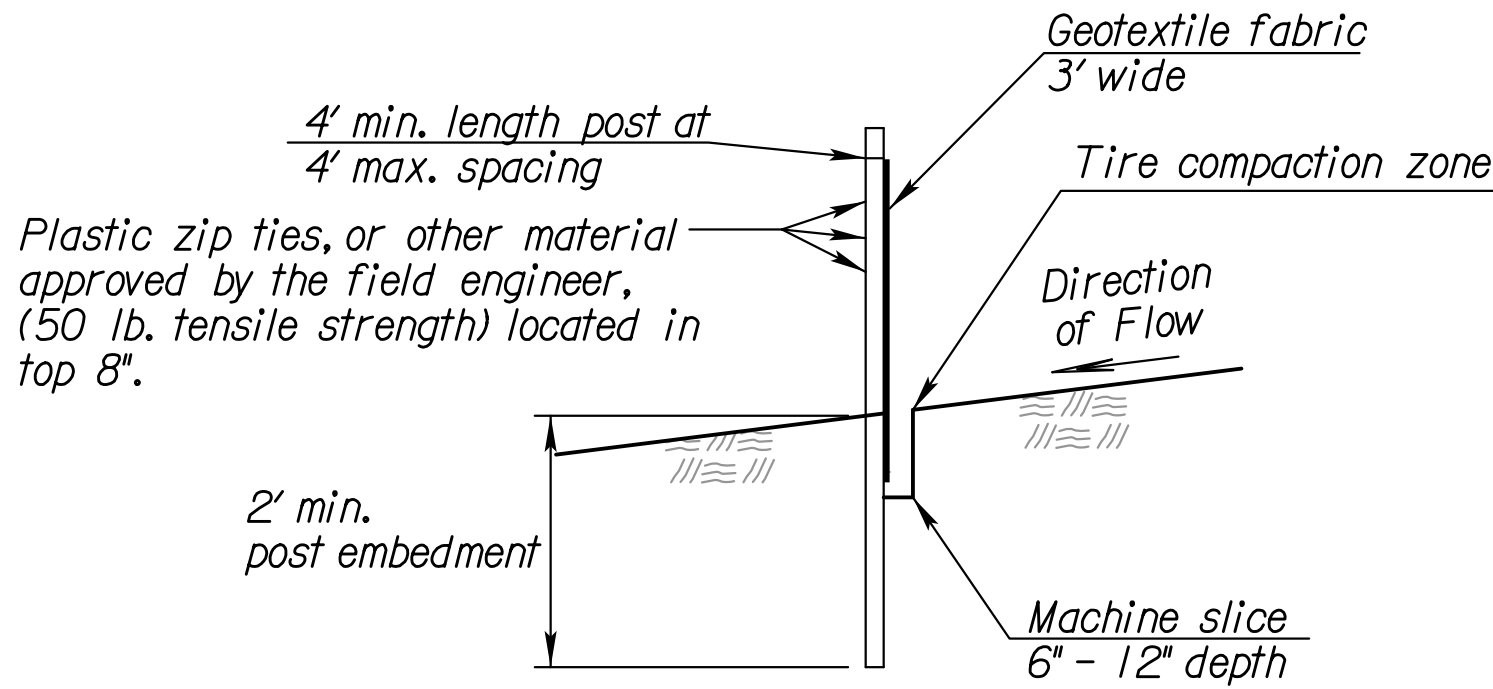 Geotextile fabric
3' wide
4' min. length post at
4' max. spacing
Tire compaction zone
Plastic zip ties, or other material
approved by the field engineer,
(50 lb. tensile strength) located in
top 8".
Direction
of Flow
2' min.
post embedment
Machine slice
6" - 12" depth